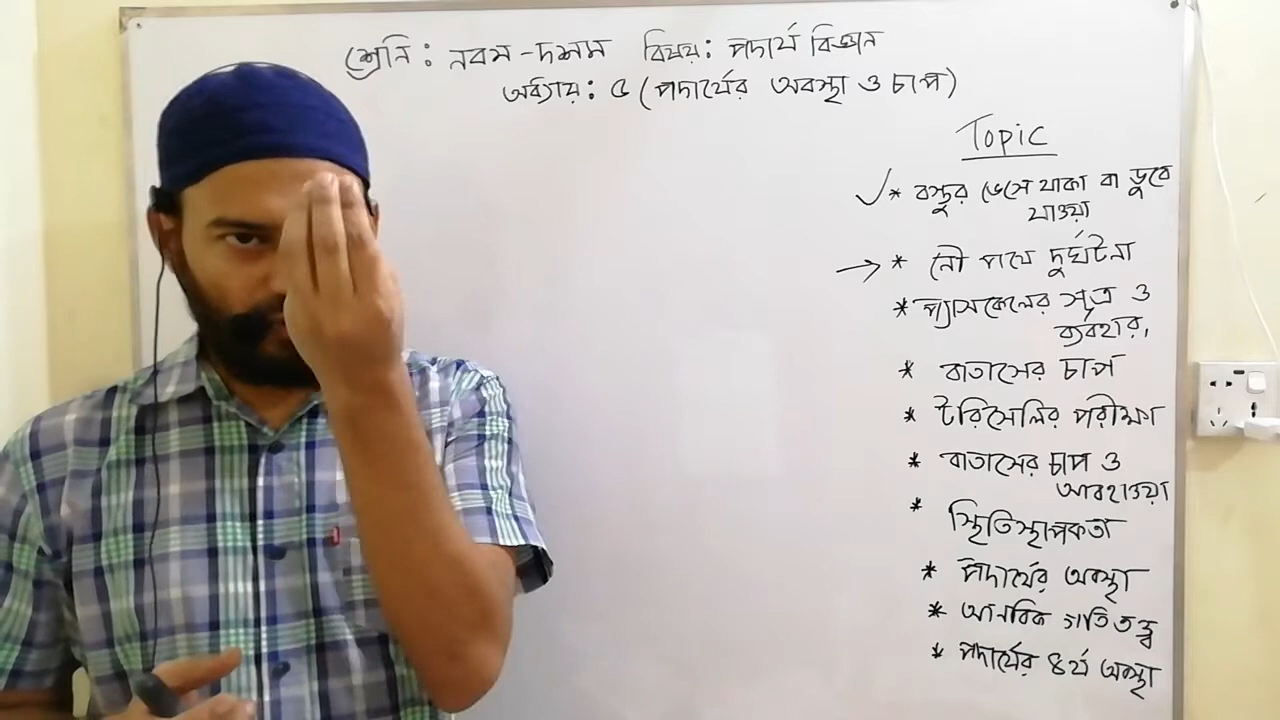 শ্রেনি : নবম - দশম বিষয় : পদার্থ বিজ্ঞান
অধ্যায় : ৫ (পদার্থের অবস্থা ও চাপ)
Topic
✓ * বস্তুর ভেসে থাকা বা ডুবে
যাওয়া
→ * নৌ পথে দুর্ঘটনা
* প্যাসকেলের সূত্র ও
ব্যবহার,
* বাতাসের চাপ
* টরিসেলির পরীক্ষা
* বাতাসের চাপ ও
আবহাওয়া
* স্থিতিস্থাপকতা
* পদার্থের অবস্থা
* আনবিক গতিতত্ত্ব
* পদার্থের ৪র্থ অবস্থা